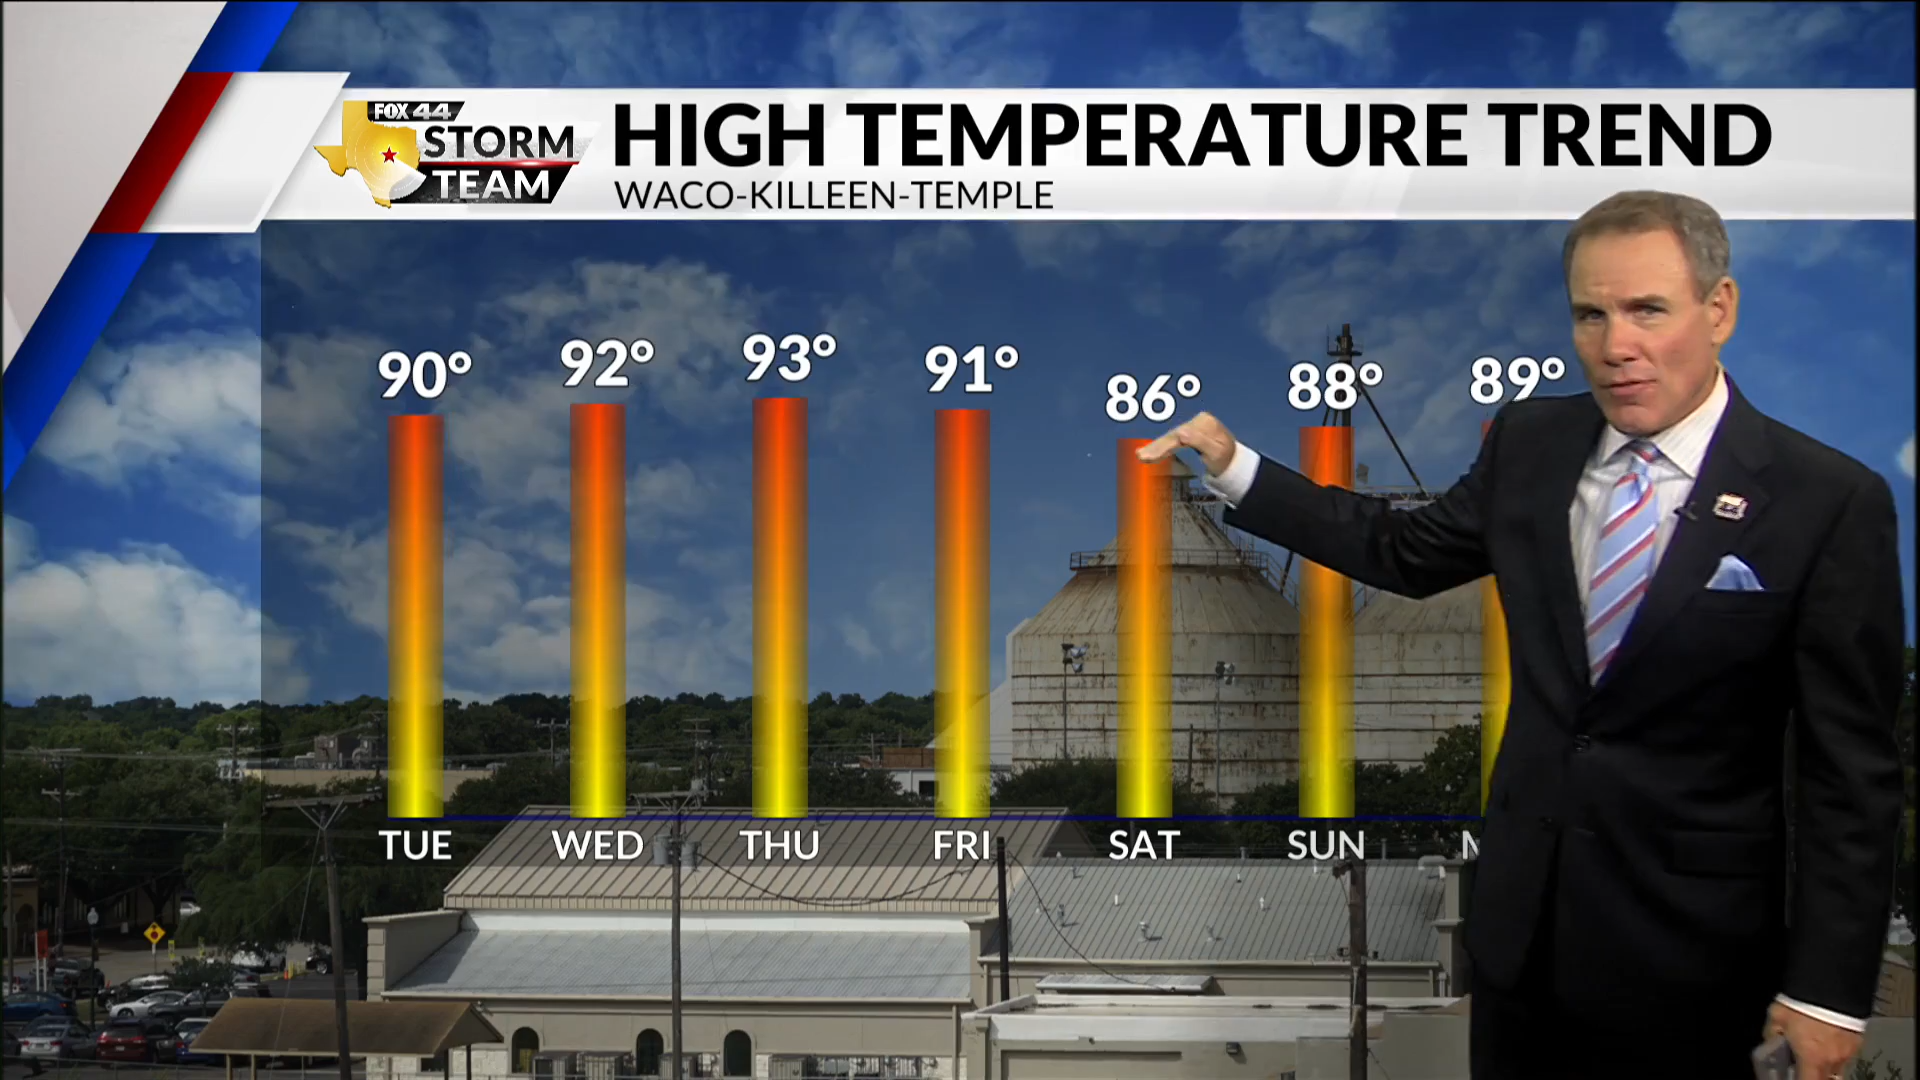 FOX 44
STORM
TEAM
HIGH TEMPERATURE TREND
WACO-KILLEEN-TEMPLE
90° 92° 93° 91° 86° 88° 89°
TUE WED THU FRI SAT SUN